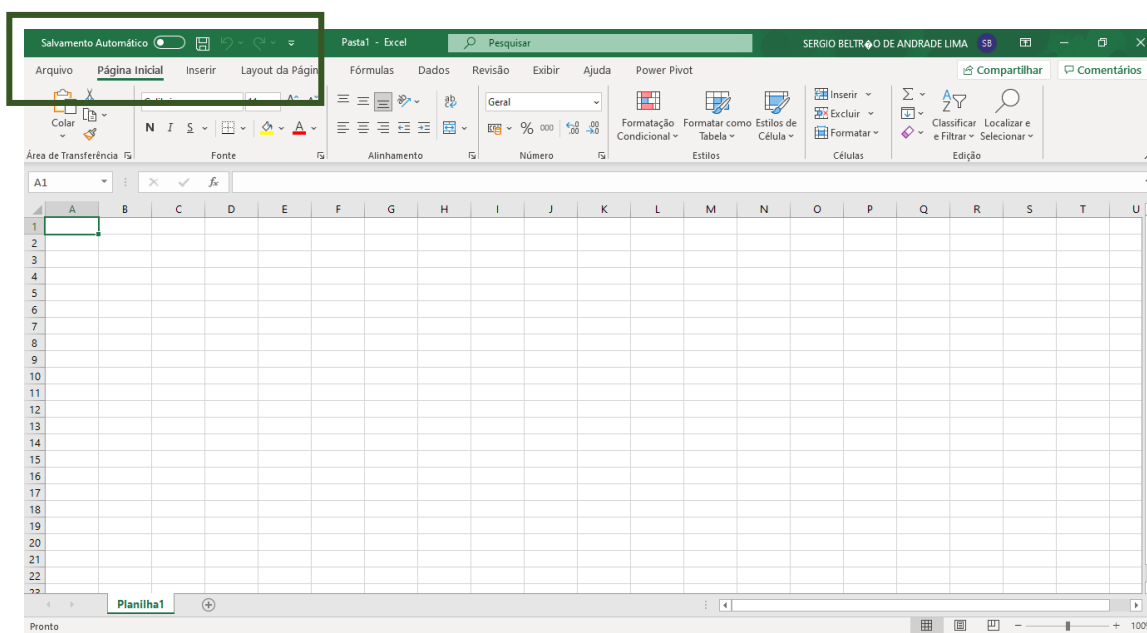 Salvamento Automático
Pasta1 - Excel
Pesquisar
SERGIO BELTR�O DE ANDRADE LIMA
SB
Arquivo Página Inicial Inserir Layout da Págin Fórmulas Dados Revisão Exibir Ajuda Power Pivot Compartilhar Comentários
Colar
N I S A
Geral
% 000
Formatação Condicional
Formatar como Tabela
Estilos de Célula
Inserir
Excluir
Formatar
Classificar e Filtrar
Localizar e Selecionar
Área de Transferência Fonte Alinhamento Número Estilos Células Edição
A1 fx
A B C D E F G H I J K L M N O P Q R S T U
1
2
3
4
5
6
7
8
9
10
11
12
13
14
15
16
17
18
19
20
21
22
23
Planilha1
Pronto